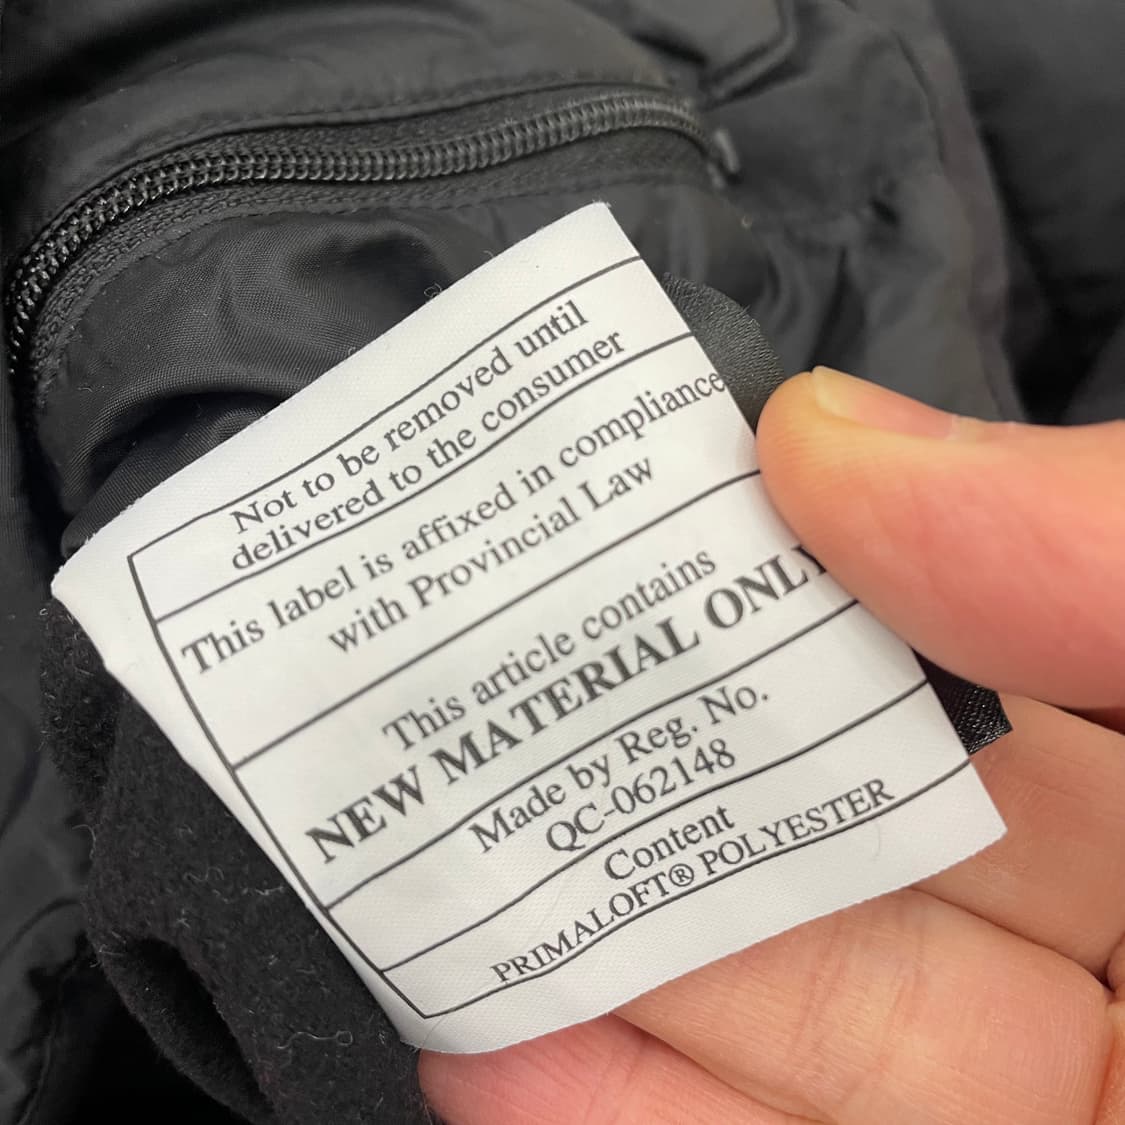 Not to be removed until
delivered to the consumer
This label is affixed in compliance
with Provincial Law
This article contains
NEW MATERIAL ONLY
Made by Reg. No.
QC-062148
Content
PRIMALOFT® POLYESTER